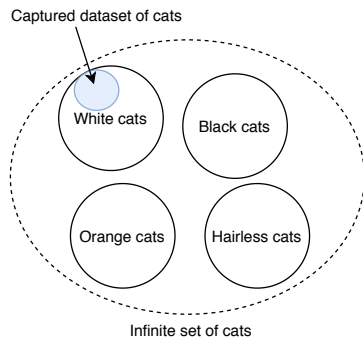 Captured dataset of cats
White cats
Black cats
Orange cats
Hairless cats
Infinite set of cats